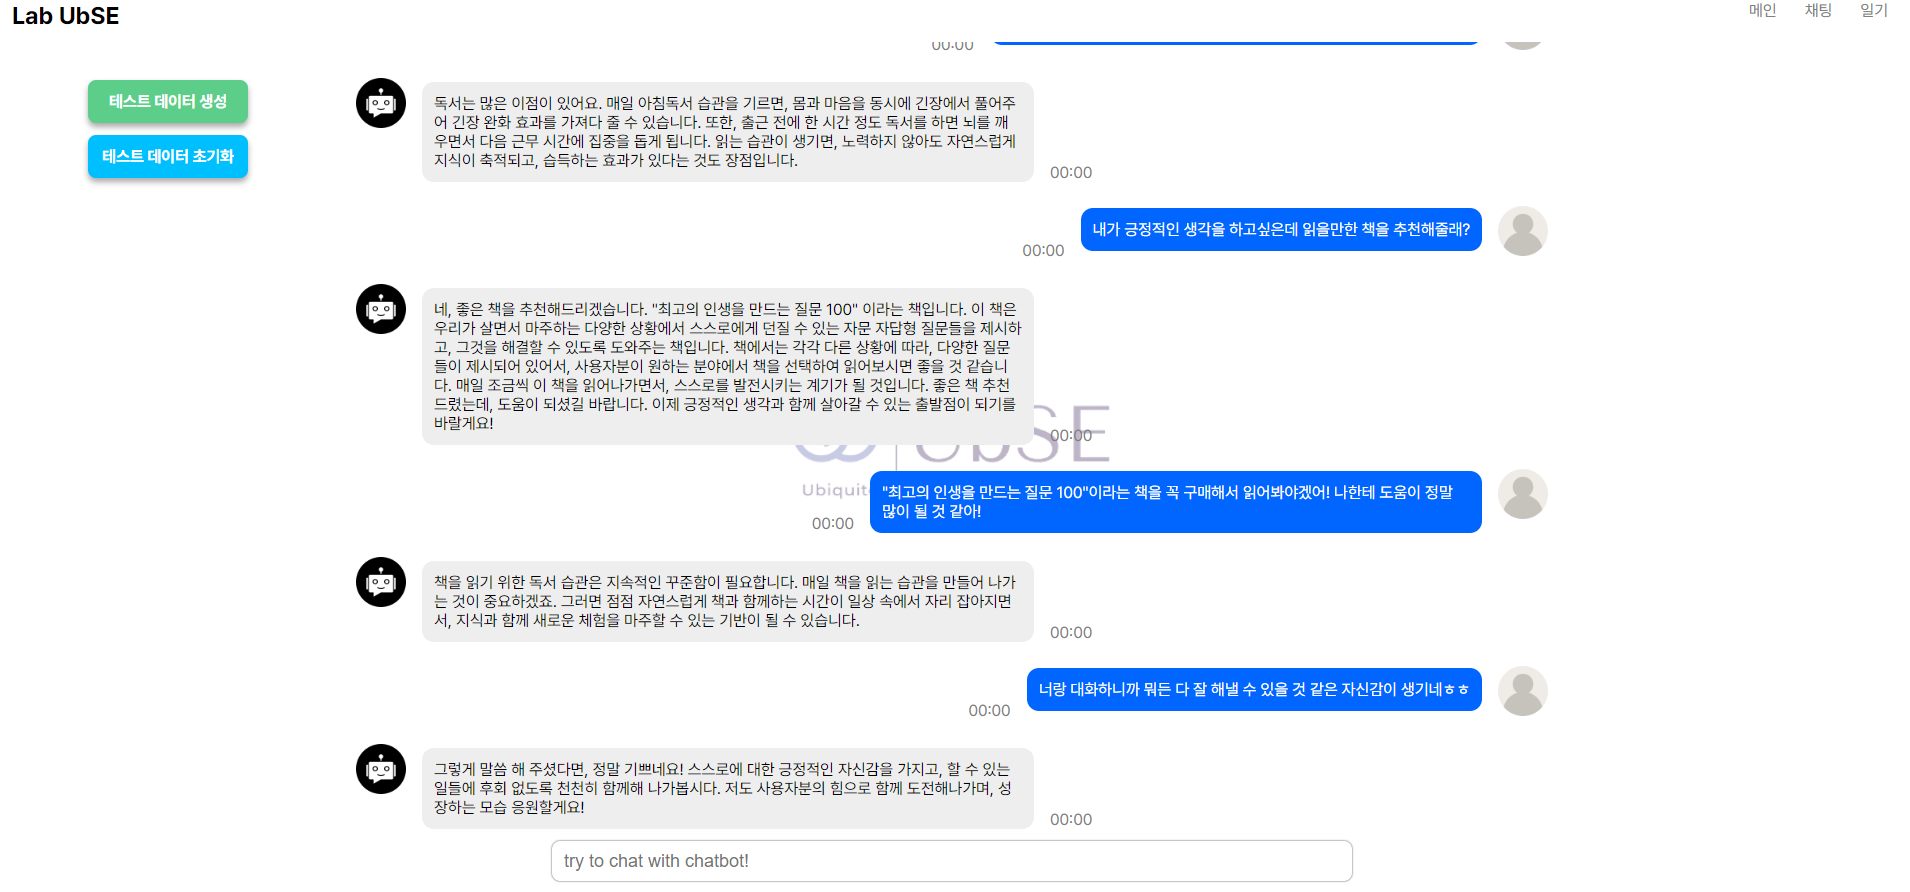 Lab UbSE
메인 채팅 일기
00:00
테스트 데이터 생성
테스트 데이터 초기화
독서는 많은 이점이 있어요. 매일 아침독서 습관을 기르면, 몸과 마음을 동시에 긴장에서 풀어주
어 긴장 완화 효과를 가져다 줄 수 있습니다. 또한, 출근 전에 한 시간 정도 독서를 하면 뇌를 깨
우면서 다음 근무 시간에 집중을 돕게 됩니다. 읽는 습관이 생기면, 노력하지 않아도 자연스럽게
지식이 축적되고, 습득하는 효과가 있다는 것도 장점입니다.
00:00
내가 긍정적인 생각을 하고싶은데 읽을만한 책을 추천해줄래?
00:00
네, 좋은 책을 추천해드리겠습니다. "최고의 인생을 만드는 질문 100" 이라는 책입니다. 이 책은
우리가 살면서 마주하는 다양한 상황에서 스스로에게 던질 수 있는 자문 자답형 질문들을 제시하
고, 그것을 해결할 수 있도록 도와주는 책입니다. 책에서는 각각 다른 상황에 따라, 다양한 질문
들이 제시되어 있어서, 사용자분이 원하는 분야에서 책을 선택하여 읽어보시면 좋을 것 같습니
다. 매일 조금씩 이 책을 읽어나가면서, 스스로를 발전시키는 계기가 될 것입니다. 좋은 책 추천
드렸는데, 도움이 되셨길 바랍니다. 이제 긍정적인 생각과 함께 살아갈 수 있는 출발점이 되기를
바랄게요!
00:00
UbSE
Ubiquit
"최고의 인생을 만드는 질문 100"이라는 책을 꼭 구매해서 읽어봐야겠어! 나한테 도움이 정말
많이 될 것 같아!
00:00
책을 읽기 위한 독서 습관은 지속적인 꾸준함이 필요합니다. 매일 책을 읽는 습관을 만들어 나가
는 것이 중요하겠죠. 그러면 점점 자연스럽게 책과 함께하는 시간이 일상 속에서 자리 잡아지면
서, 지식과 함께 새로운 체험을 마주할 수 있는 기반이 될 수 있습니다.
00:00
너랑 대화하니까 뭐든 다 잘 해낼 수 있을 것 같은 자신감이 생기네ㅎㅎ
00:00
그렇게 말씀 해 주셨다면, 정말 기쁘네요! 스스로에 대한 긍정적인 자신감을 가지고, 할 수 있는
일들에 후회 없도록 천천히 함께해 나가봅시다. 저도 사용자분의 힘으로 함께 도전해나가며, 성
장하는 모습 응원할게요!
00:00
try to chat with chatbot!